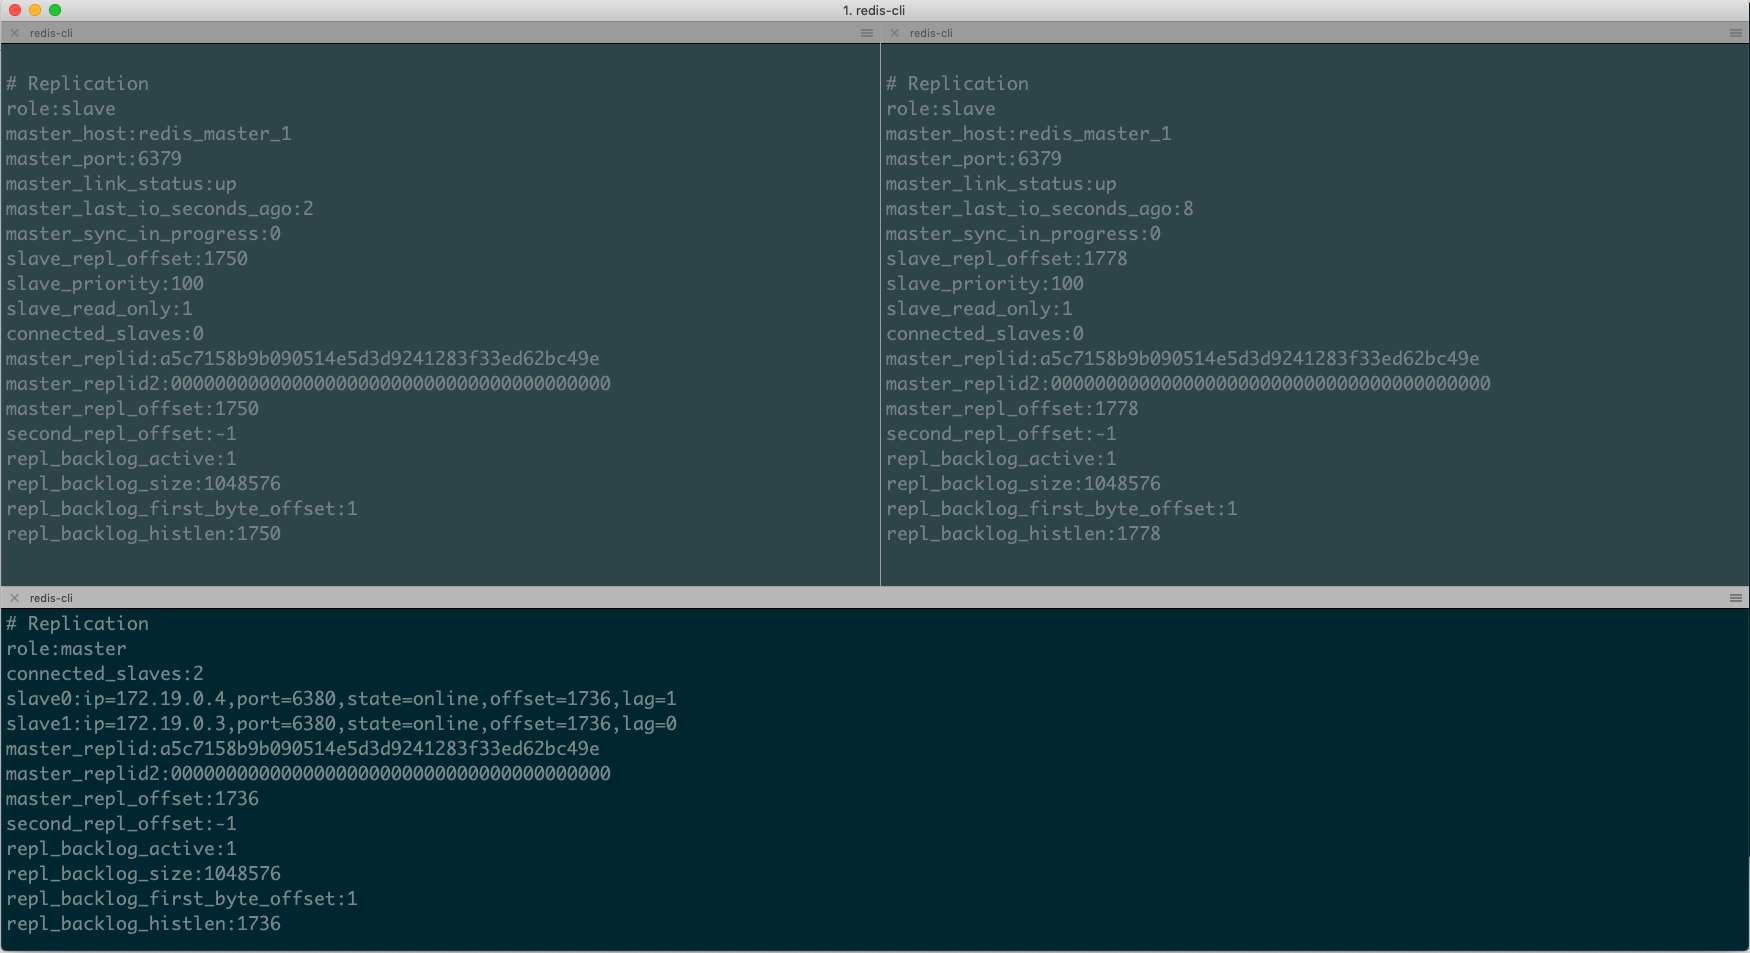 1. redis-cli
redis-cli
# Replication
role:slave
master_host:redis_master_1
master_port:6379
master_link_status:up
master_last_io_seconds_ago:2
master_sync_in_progress:0
slave_repl_offset:1750
slave_priority:100
slave_read_only:1
connected_slaves:0
master_replid:a5c7158b9b090514e5d3d9241283f33ed62bc49e
master_replid2:0000000000000000000000000000000000000000
master_repl_offset:1750
second_repl_offset:-1
repl_backlog_active:1
repl_backlog_size:1048576
repl_backlog_first_byte_offset:1
repl_backlog_histlen:1750
redis-cli
# Replication
role:slave
master_host:redis_master_1
master_port:6379
master_link_status:up
master_last_io_seconds_ago:8
master_sync_in_progress:0
slave_repl_offset:1778
slave_priority:100
slave_read_only:1
connected_slaves:0
master_replid:a5c7158b9b090514e5d3d9241283f33ed62bc49e
master_replid2:0000000000000000000000000000000000000000
master_repl_offset:1778
second_repl_offset:-1
repl_backlog_active:1
repl_backlog_size:1048576
repl_backlog_first_byte_offset:1
repl_backlog_histlen:1778
redis-cli
# Replication
role:master
connected_slaves:2
slave0:ip=172.19.0.4,port=6380,state=online,offset=1736,lag=1
slave1:ip=172.19.0.3,port=6380,state=online,offset=1736,lag=0
master_replid:a5c7158b9b090514e5d3d9241283f33ed62bc49e
master_replid2:0000000000000000000000000000000000000000
master_repl_offset:1736
second_repl_offset:-1
repl_backlog_active:1
repl_backlog_size:1048576
repl_backlog_first_byte_offset:1
repl_backlog_histlen:1736